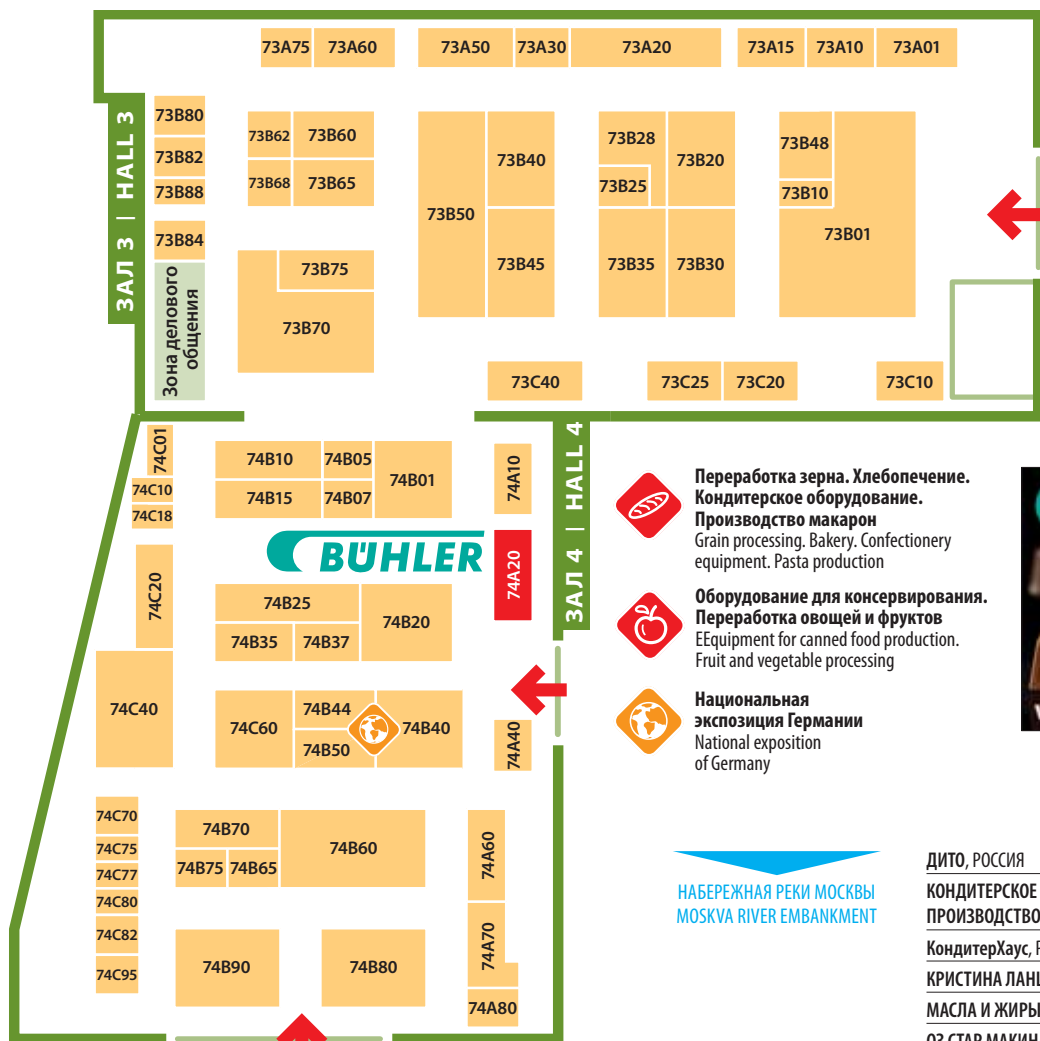 73A75 73A60 73A50 73A30 73A20 73A15 73A10 73A01
ЗАЛ 3 | HALL 3
73B80
73B82
73B88
73B84
Зона делового
общения
73B62 73B60
73B68 73B65
73B75
73B70
73B50
73B40
73B45
73B28
73B25
73B20
73B35
73B30
73B48
73B10
73B01
73C40 73C25 73C20 73C10
ЗАЛ 4 | HALL 4
74C01
74C10
74C18
74C20
74C40
74B10 74B05
74B01
74B15 74B07
74A10
BÜHLER
74A20
74B25
74B20
74B35 74B37
74C60
74B44
74B50
74B40
74A40
74C70
74C75
74C77
74C80
74C82
74C95
74B70
74B75 74B65
74B60
74A60
74A70
74A80
74B90 74B80
Переработка зерна. Хлебопечение.
Кондитерское оборудование.
Производство макарон
Grain processing. Bakery. Confectionery
equipment. Pasta production
Оборудование для консервирования.
Переработка овощей и фруктов
EEquipment for canned food production.
Fruit and vegetable processing
Национальная
экспозиция Германии
National exposition
of Germany
НАБЕРЕЖНАЯ РЕКИ МОСКВЫ
MOSKVA RIVER EMBANKMENT
ДИТО, РОССИЯ
КОНДИТЕРСКОЕ
ПРОИЗВОДСТВО
КондитерХаус,
КРИСТИНА
МАСЛА И ЖИРЫ
ОЗ СТАР МАКИН